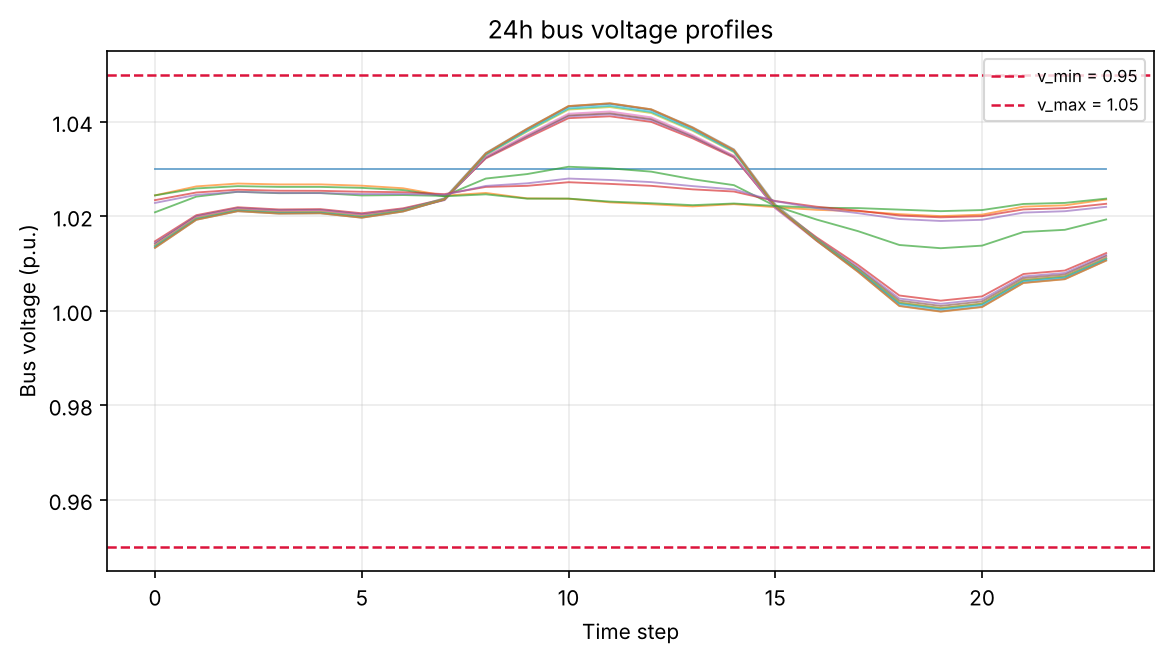 24h bus voltage profiles
v_min = 0.95
v_max = 1.05
Bus voltage (p.u.)
1.04
1.02
1.00
0.98
0.96
0 5 10 15 20
Time step